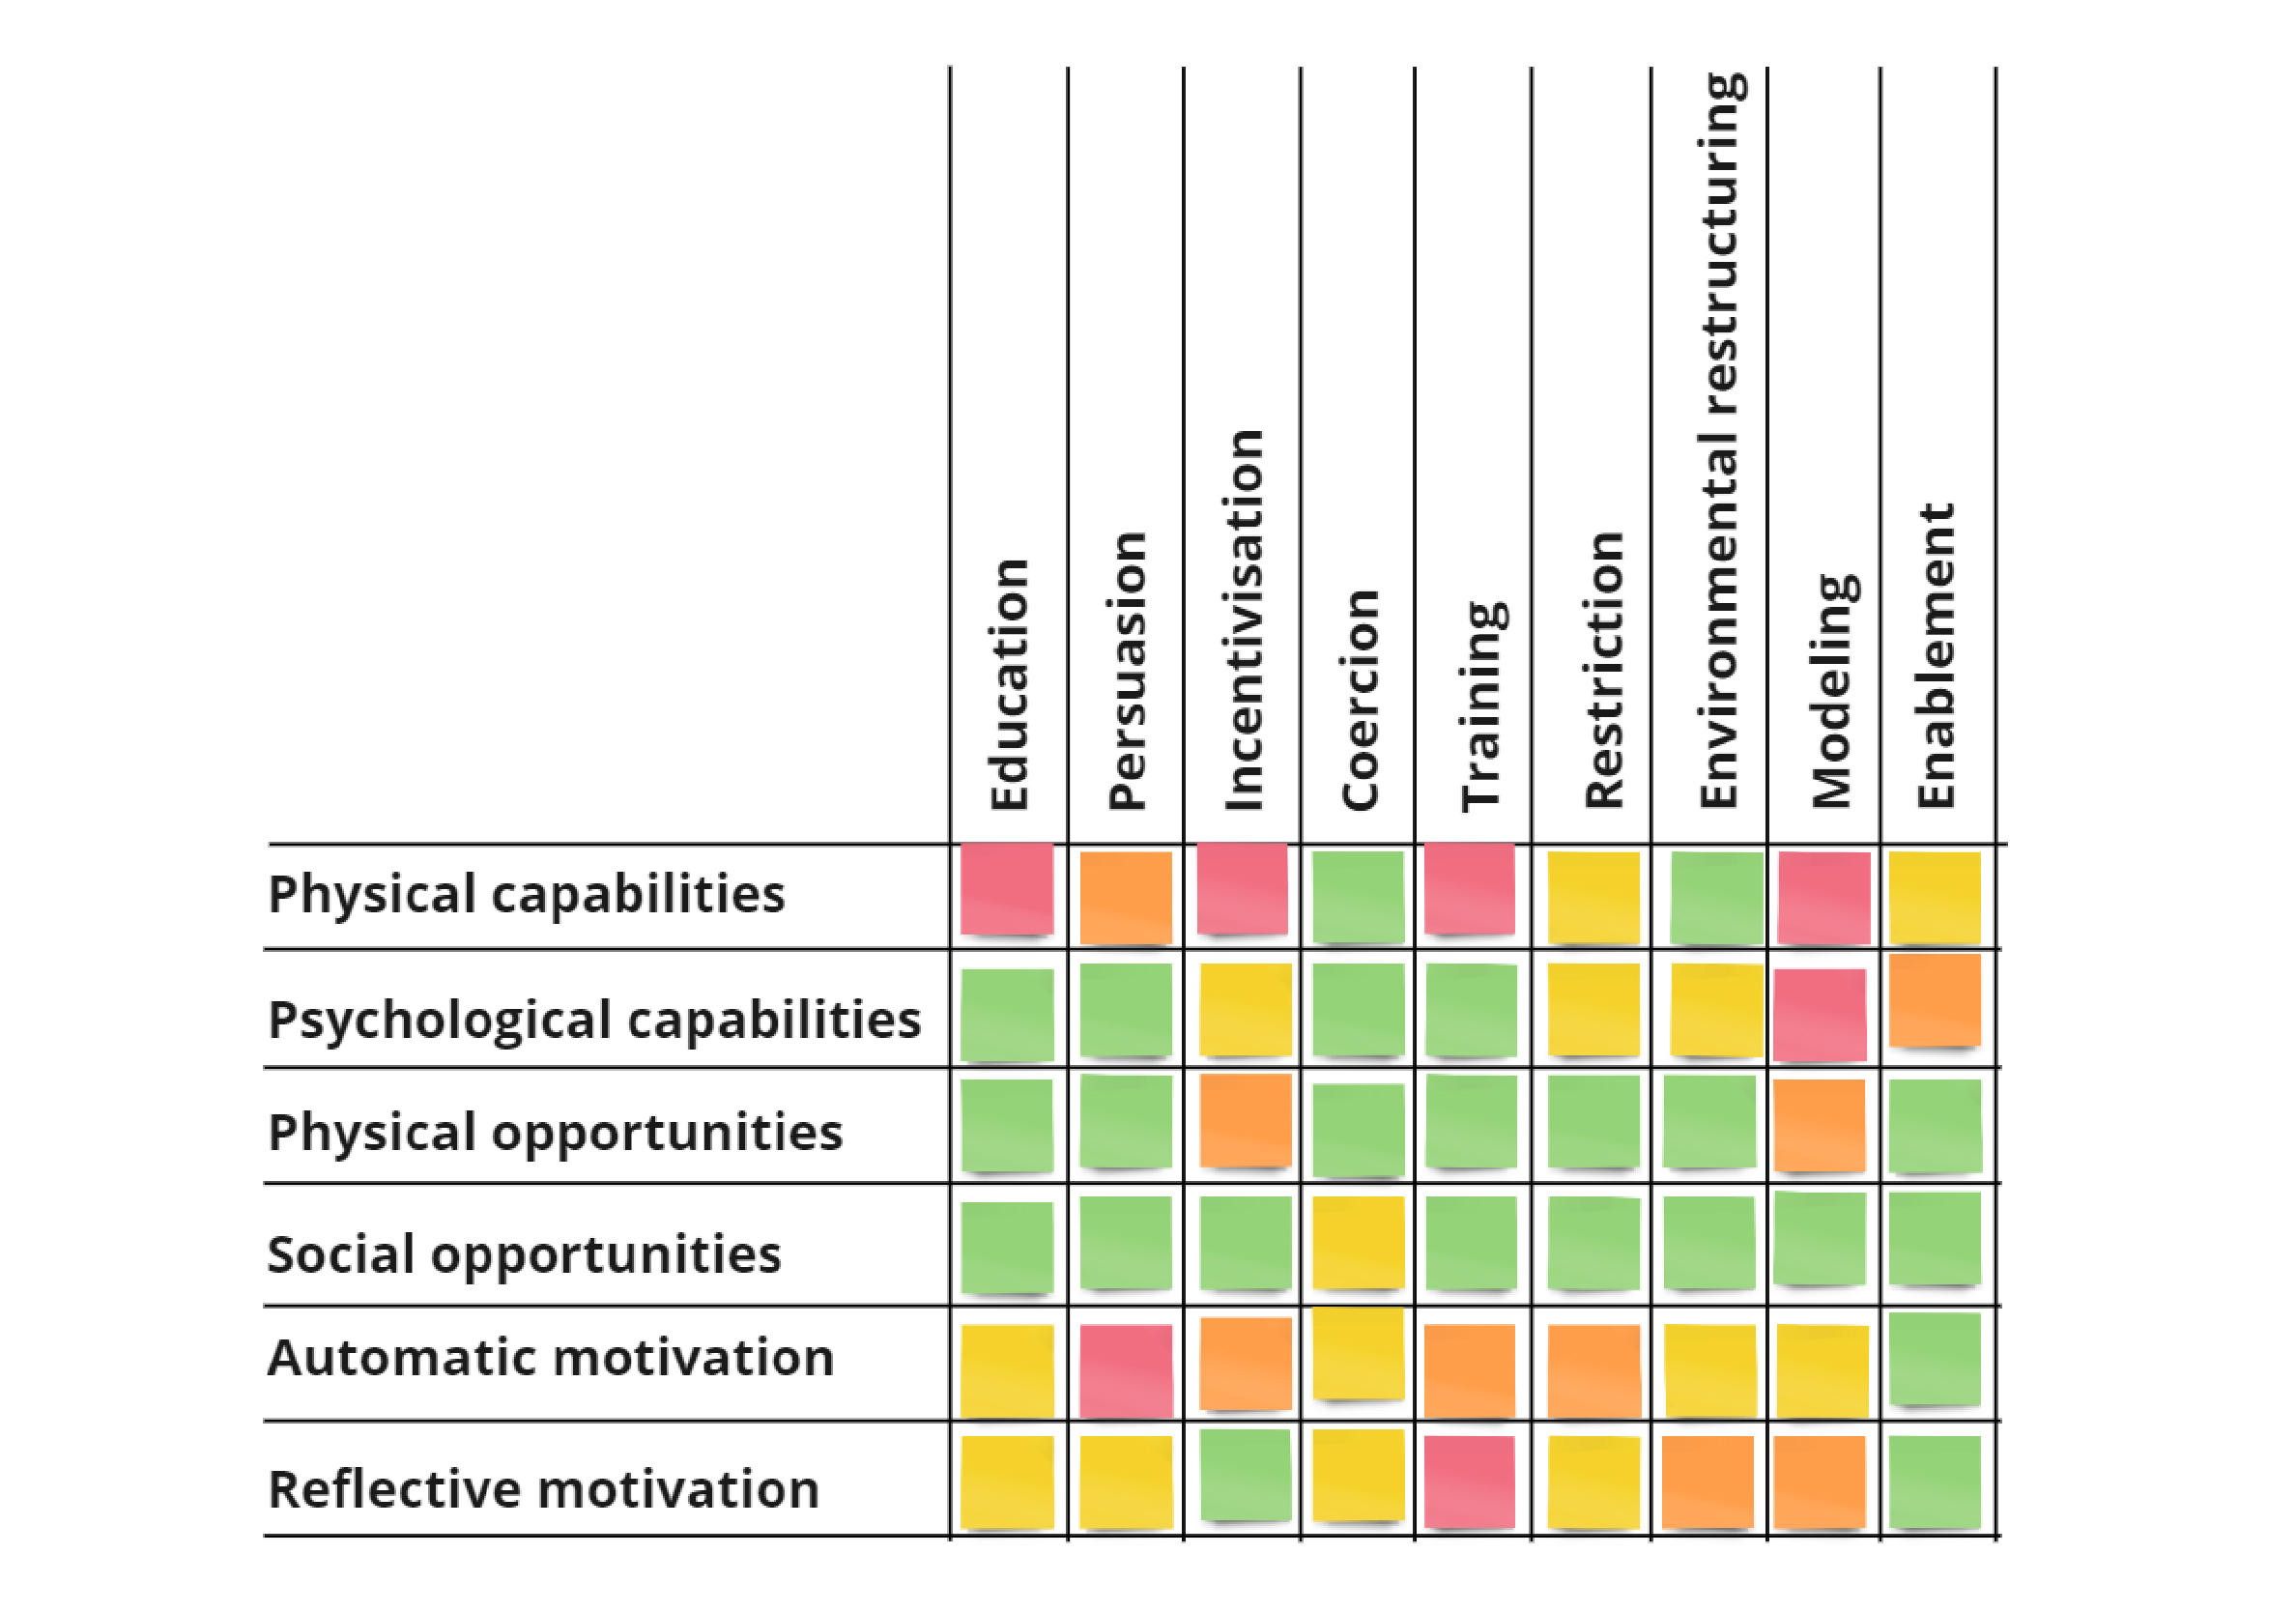 Education
Persuasion
Incentivisation
Coercion
Training
Restriction
Environmental restructuring
Modeling
Enablement
Physical capabilities
Psychological capabilities
Physical opportunities
Social opportunities
Automatic motivation
Reflective motivation